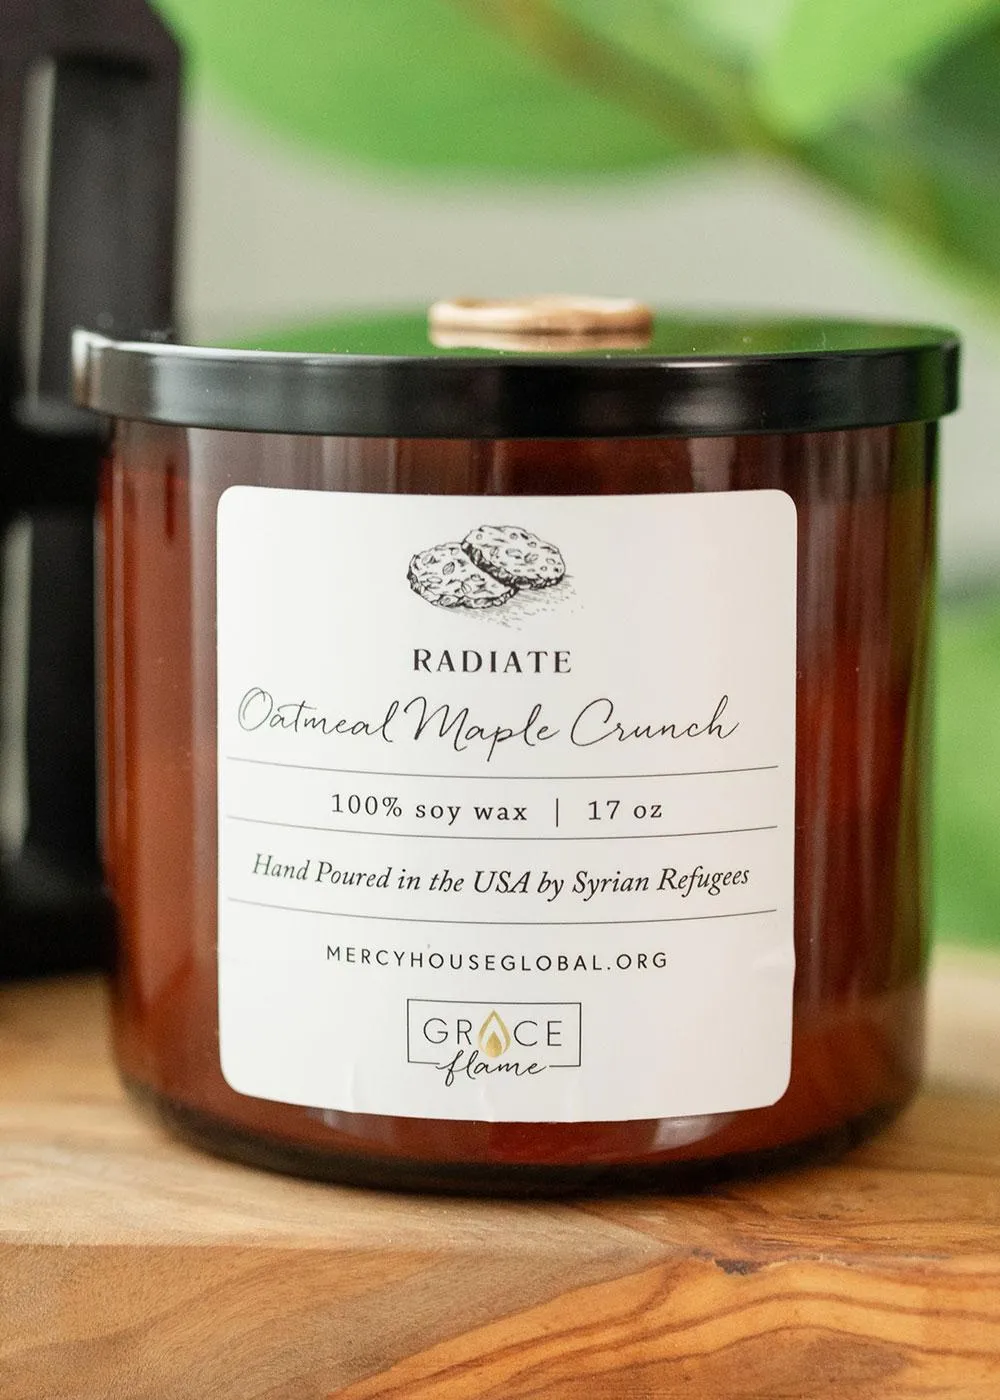 RADIATE
Oatmeal Maple Crunch
100% soy wax | 17 oz
Hand Poured in the USA by Syrian Refugees
MERCYHOUSEGLOBAL.ORG
GRACE
flame